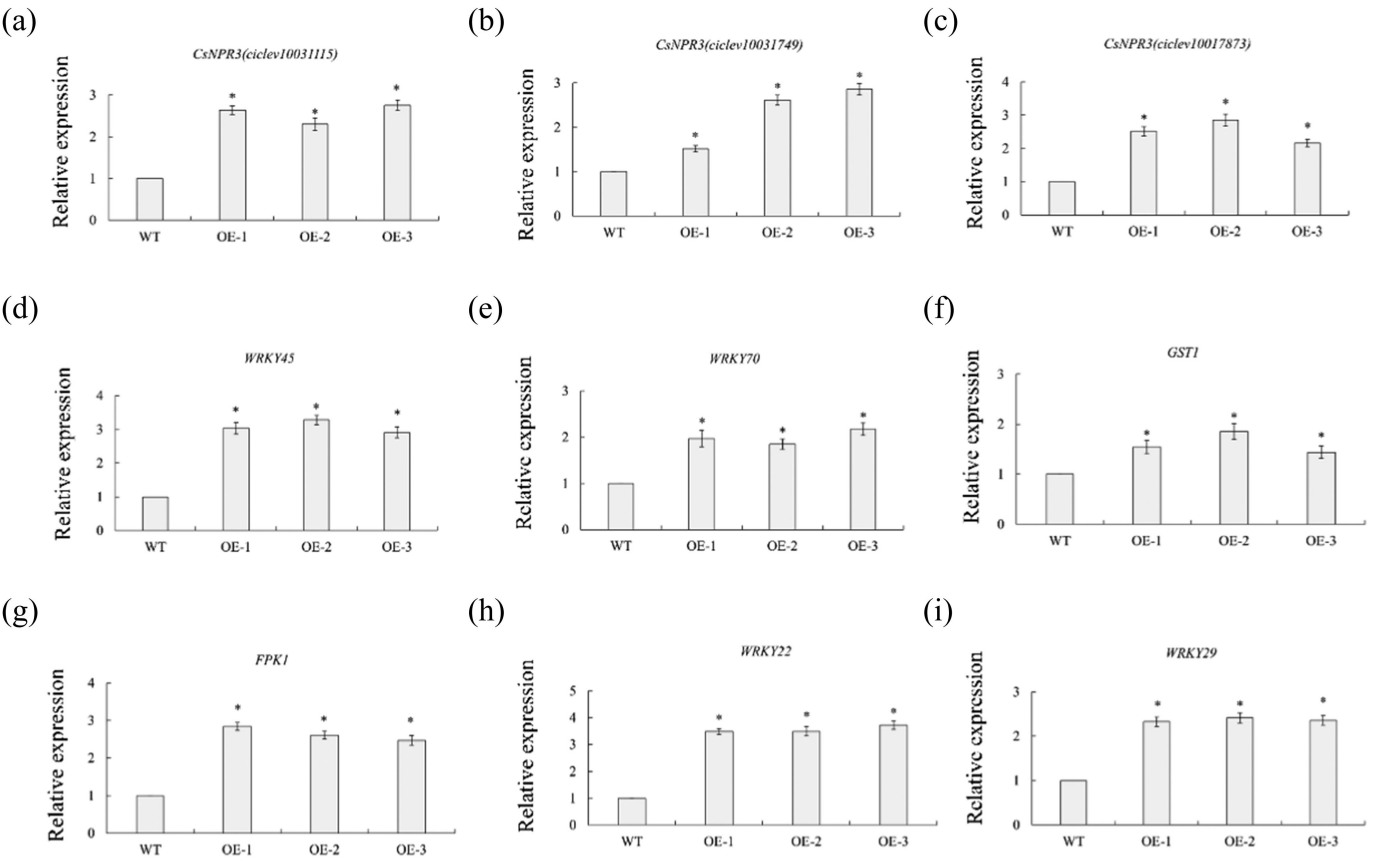 (a)
CsNPR3(ciclev10031115)
Relative expression
3
2
1
0
WT OE-1 OE-2 OE-3
* * *
(b)
CsNPR3(ciclev10031749)
Relative expression
3
2
1
0
WT OE-1 OE-2 OE-3
* * *
(c)
CsNPR3(ciclev10017873)
Relative expression
4
3
2
1
0
WT OE-1 OE-2 OE-3
* * *
(d)
WRKY45
Relative expression
4
3
2
1
0
WT OE-1 OE-2 OE-3
* * *
(e)
WRKY70
Relative expression
3
2
1
0
WT OE-1 OE-2 OE-3
* * *
(f)
GST1
Relative expression
3
2
1
0
WT OE-1 OE-2 OE-3
* * *
(g)
FPK1
Relative expression
4
3
2
1
0
WT OE-1 OE-2 OE-3
* * *
(h)
WRKY22
Relative expression
5
4
3
2
1
0
WT OE-1 OE-2 OE-3
* * *
(i)
WRKY29
Relative expression
3
2
1
0
WT OE-1 OE-2 OE-3
* * *